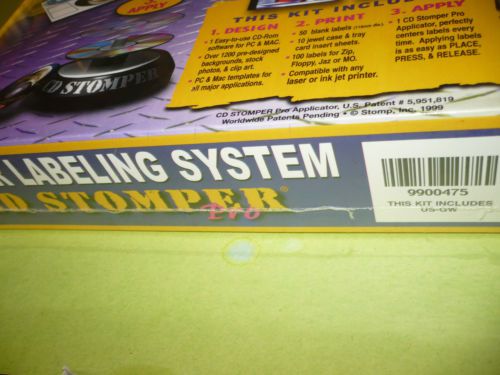 APPLY
THIS KIT INCLU
1. DESIGN
• 1 Easy-to-use CD-Rom
software for PC & MAC.
• Over 1200 pre-designed
backgrounds, stock
photos, & clip art.
• PC & Mac templates for
all major applications.
2. PRINT
• 50 blank labels
• 10 jewel case & tray
card insert sheets.
• 100 labels for Zip,
Floppy, Jaz or MO.
• Compatible with any
laser or ink jet printer.
3. APPLY
• 1 CD Stomper Pro
Applicator, perfectly
centers labels every
time. Applying labels
is as easy as PLACE,
PRESS, & RELEASE.
CD STOMPER
CD STOMPER Pro Applicator, U.S. Patent # 5,951,819
Worldwide Patents Pending • © Stomp, Inc. 1999
R LABELING SYSTEM
CD STOMPER®
Pro
9900475
THIS KIT INCLUDES
US-GW